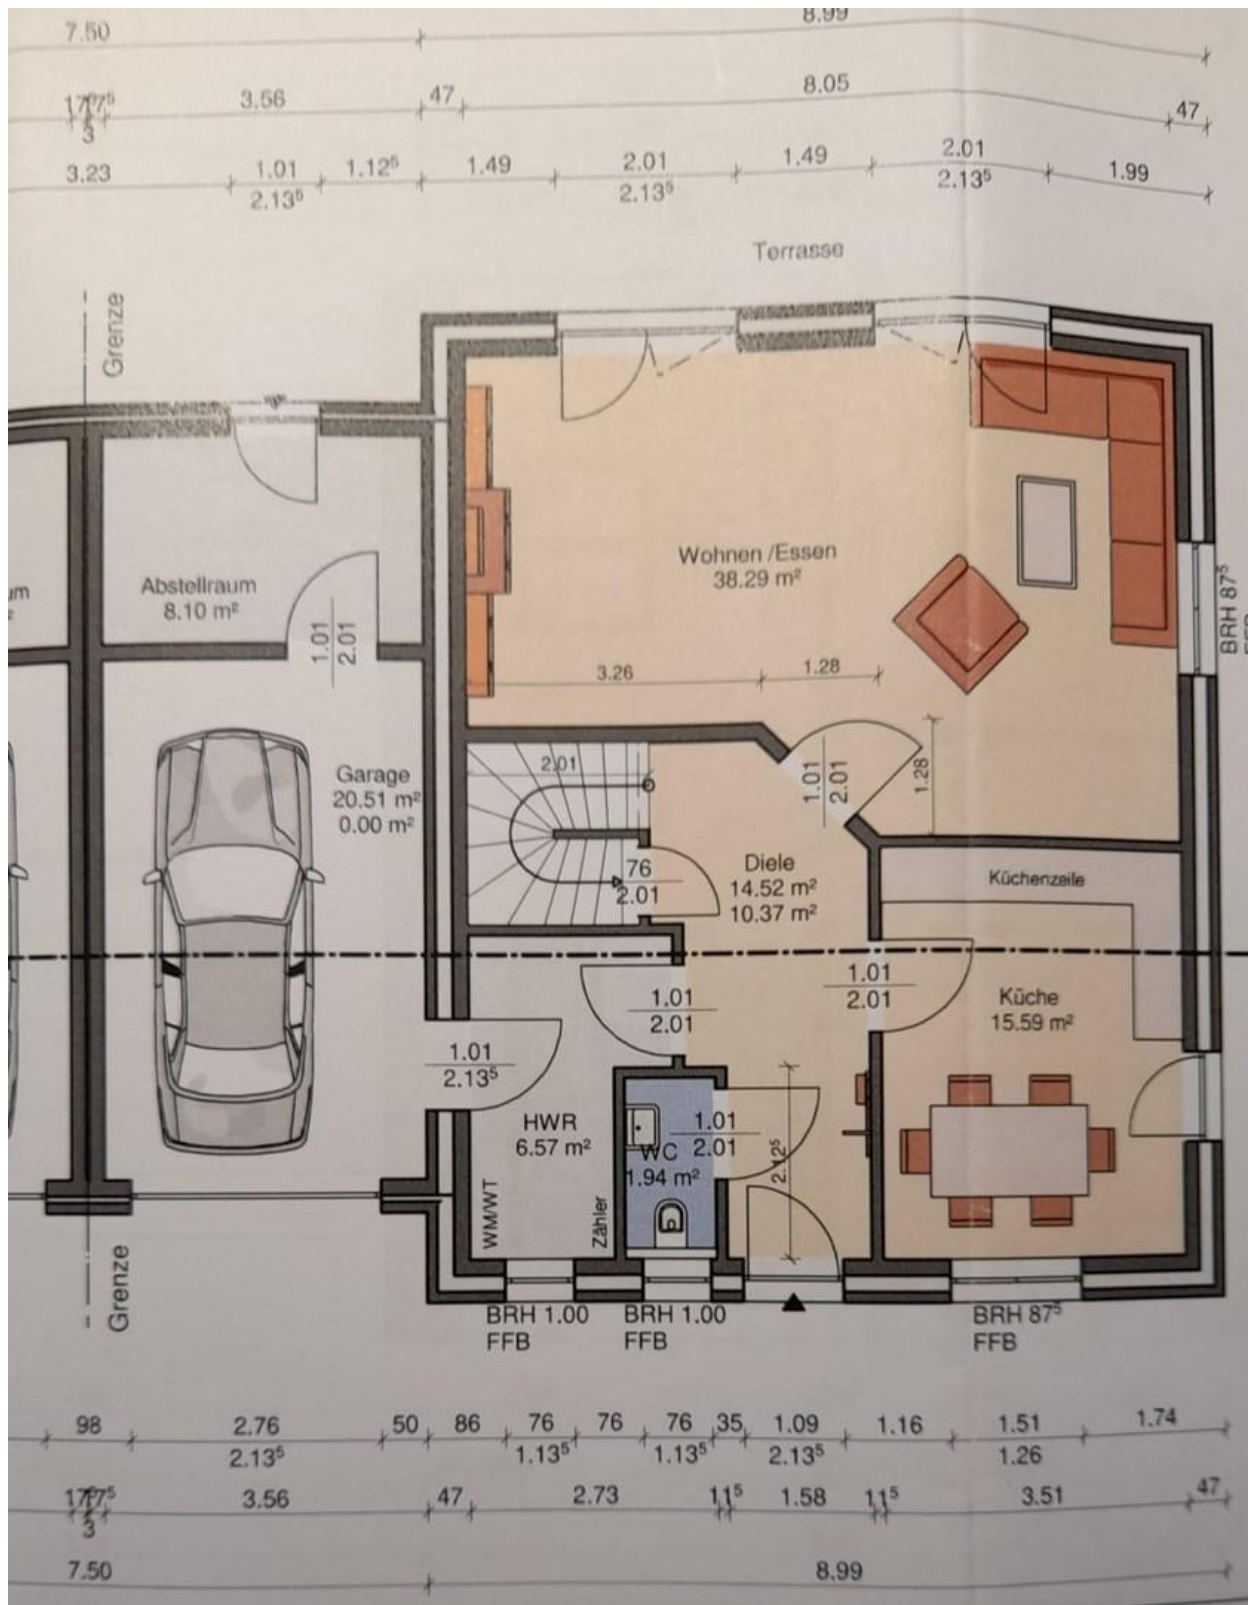 7.50
8.99
17⁵
17⁵
3
3.56
47
8.05
47
3.23
1.01
2.13⁵
1.12⁵
1.49
2.01
2.13⁵
1.49
2.01
2.13⁵
1.99
Terrasse
Grenze
Wohnen /Essen
38.29 m²
Abstellraum
8.10 m²
BRH 87⁵
1.01
2.01
3.26
1.28
Garage
20.51 m²
0.00 m²
2.01
1.01
2.01
1.28
76
2.01
Diele
14.52 m²
10.37 m²
Küchenzeile
1.01
2.01
1.01
2.01
Küche
15.59 m²
1.01
2.13⁵
HWR
6.57 m²
1.01
2.01
WC
1.94 m²
2.12⁵
WM/WT
Zähler
Grenze
BRH 1.00
FFB
BRH 1.00
FFB
BRH 87⁵
FFB
98
2.76
2.13⁵
50
86
76
1.13⁵
76
76
1.13⁵
35
1.09
2.13⁵
1.16
1.51
1.26
1.74
17⁵
3
3.56
47
2.73
11⁵
1.58
11⁵
3.51
47
7.50
8.99